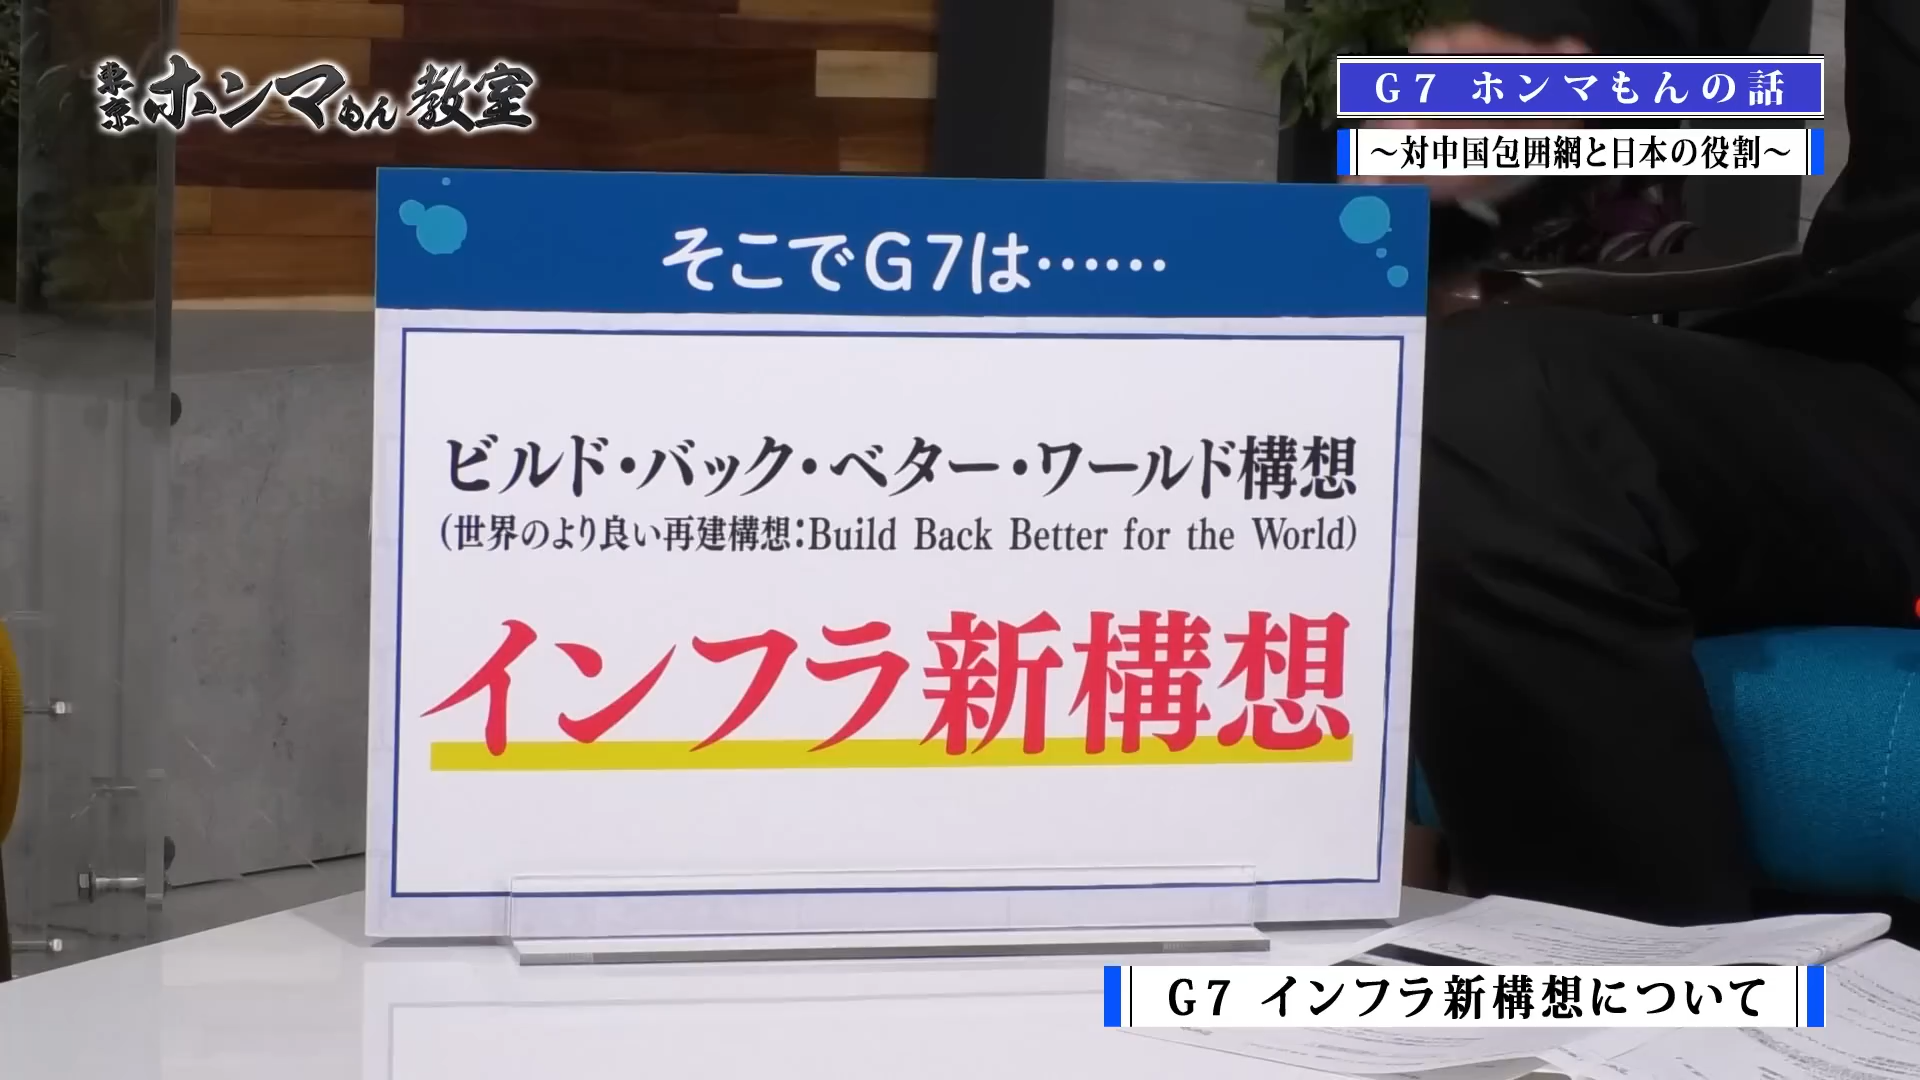 東京ホンマもん教室
G7 ホンマもんの話
～対中国包囲網と日本の役割～
そこでG7は……
ビルド・バック・ベター・ワールド構想
(世界のより良い再建構想:Build Back Better for the World)
インフラ新構想
G7 インフラ新構想について